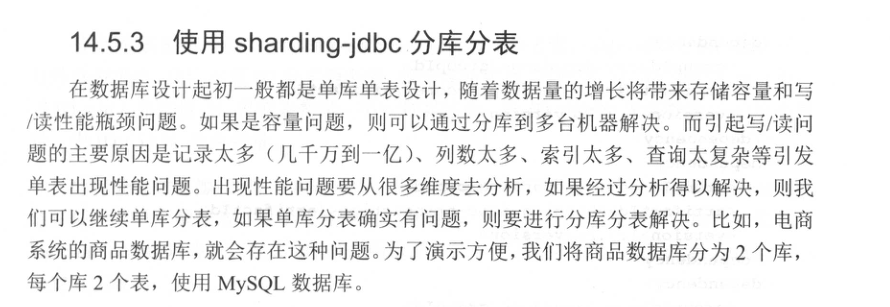 14.5.3 使用 sharding-jdbc 分库分表
在数据库设计起初一般都是单库单表设计，随着数据量的增长将带来存储容量和写
/读性能瓶颈问题。如果是容量问题，则可以通过分库到多台机器解决。而引起写/读问
题的主要原因是记录太多（几千万到一亿）、列数太多、索引太多、查询太复杂等引发
单表出现性能问题。出现性能问题要从很多维度去分析，如果经过分析得以解决，则我
们可以继续单库分表，如果单库分表确实有问题，则要进行分库分表解决。比如，电商
系统的商品数据库，就会存在这种问题。为了演示方便，我们将商品数据库分为 2 个库，
每个库 2 个表，使用 MySQL 数据库。